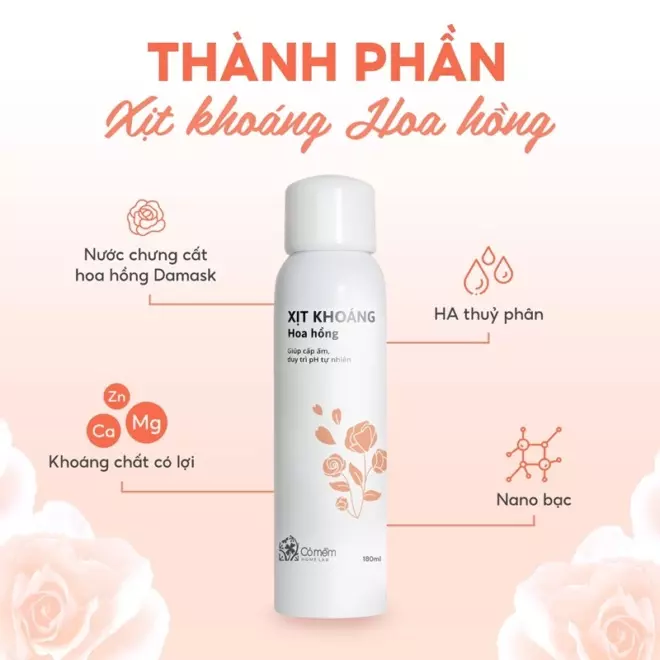 THÀNH PHẦN
Xịt khoáng Hoa hồng
Nước chưng cất
hoa hồng Damask
HA thuỷ phân
Zn
Ca
Mg
Khoáng chất có lợi
Nano bạc
XỊT KHOÁNG
Hoa hồng
Giúp cấp ẩm,
duy trì pH tự nhiên
Cỏ mềm
HOME LAB
180ml